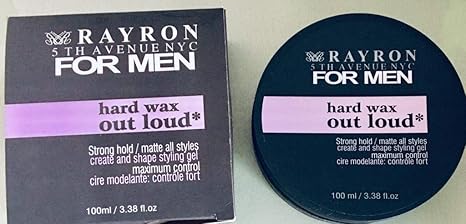 RAYRON
5 TH AVENUE NYC
FOR MEN
hard wax
out loud*
Strong hold / matte all styles
create and shape styling gel
maximum control
cire modelante: contrôle fort
100ml / 3.38 fl.oz
RAYRON
5 TH AVENUE NYC
FOR MEN
hard wax
out loud*
Strong hold / matte all styles
create and shape styling gel
maximum control
cire modelante: contrôle fort
100 ml / 3.38 fl.oz